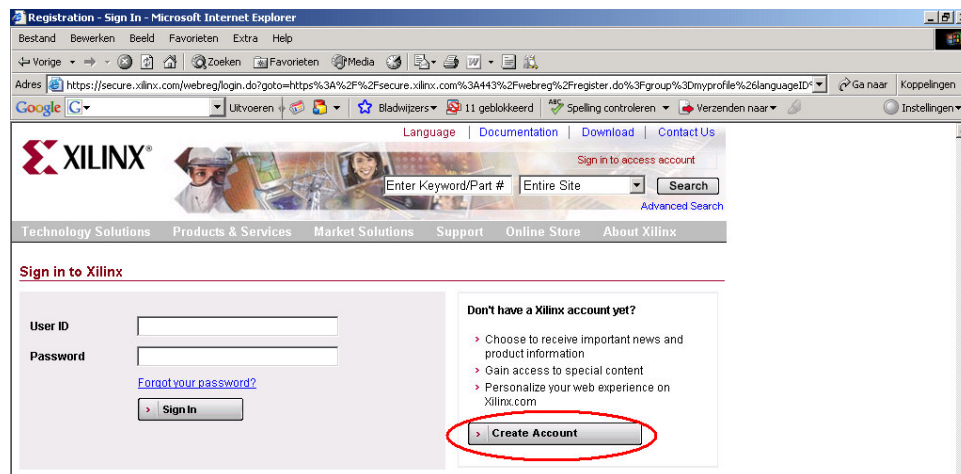 Registration - Sign In - Microsoft Internet Explorer
Bestand Bewerken Beeld Favorieten Extra Help
Vorige Zoeken Favorieten Media
Adres https://secure.xilinx.com/webreg/login.do?goto=https%3A%2F%2Fsecure.xilinx.com%3A443%2Fwebreg%2Fregister.do%3Fgroup%3Dmyprofile%26languageID% Ga naar Koppelingen
Google G Uitvoeren Bladwijzers 11 geblokkeerd ABC Spelling controleren Verzenden naar Instellingen
Language | Documentation | Download | Contact Us
XILINX®
Sign in to access account
Enter Keyword/Part # Entire Site Search
Advanced Search
Technology Solutions Products & Services Market Solutions Support Online Store About Xilinx
Sign in to Xilinx
User ID
Password
Forgot your password?
Sign In
Don't have a Xilinx account yet?
Choose to receive important news and
product information
Gain access to special content
Personalize your web experience on
Xilinx.com
Create Account